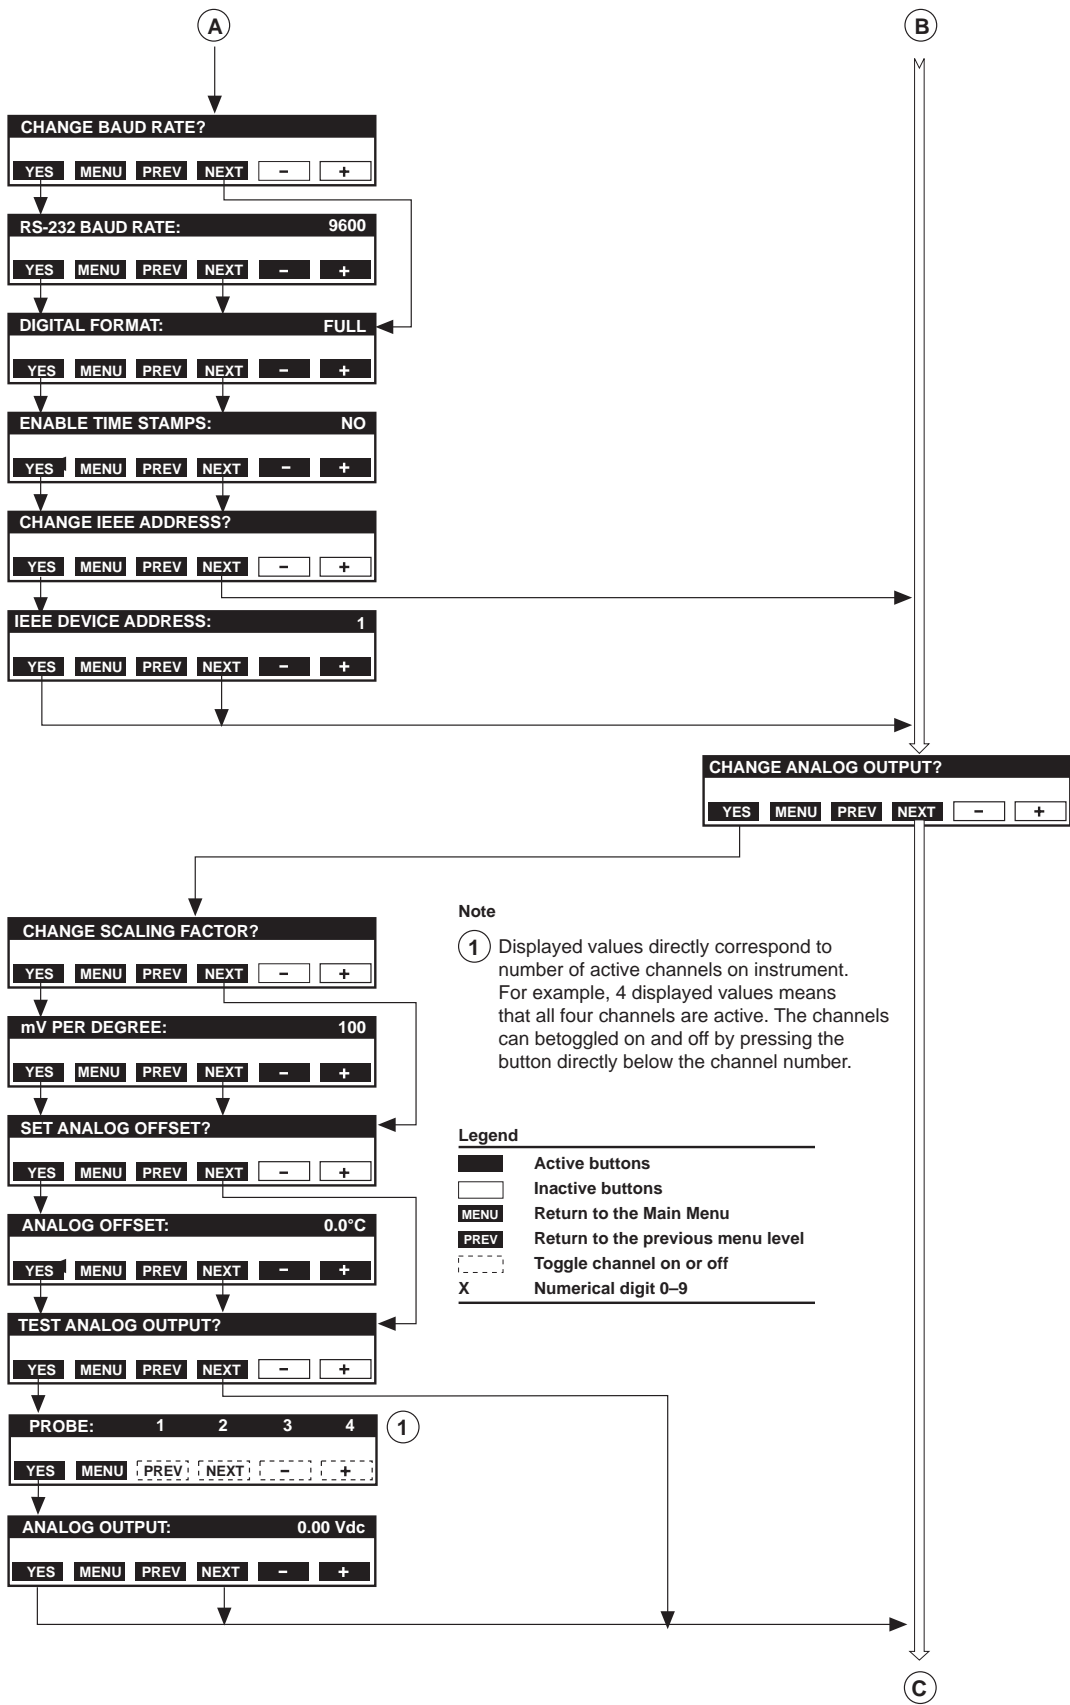 A
B
CHANGE BAUD RATE?
YES MENU PREV NEXT - +
RS-232 BAUD RATE: 9600
YES MENU PREV NEXT - +
DIGITAL FORMAT: FULL
YES MENU PREV NEXT - +
ENABLE TIME STAMPS: NO
YES MENU PREV NEXT - +
CHANGE IEEE ADDRESS?
YES MENU PREV NEXT - +
IEEE DEVICE ADDRESS: 1
YES MENU PREV NEXT - +
CHANGE ANALOG OUTPUT?
YES MENU PREV NEXT - +
CHANGE SCALING FACTOR?
YES MENU PREV NEXT - +
mV PER DEGREE: 100
YES MENU PREV NEXT - +
SET ANALOG OFFSET?
YES MENU PREV NEXT - +
ANALOG OFFSET: 0.0°C
YES MENU PREV NEXT - +
TEST ANALOG OUTPUT?
YES MENU PREV NEXT - +
PROBE: 1 2 3 4
1
YES MENU PREV NEXT - +
ANALOG OUTPUT: 0.00 Vdc
YES MENU PREV NEXT - +
Note
1 Displayed values directly correspond to
number of active channels on instrument.
For example, 4 displayed values means
that all four channels are active. The channels
can betoggled on and off by pressing the
button directly below the channel number.
Legend
Active buttons
Inactive buttons
MENU Return to the Main Menu
PREV Return to the previous menu level
Toggle channel on or off
X Numerical digit 0–9
C